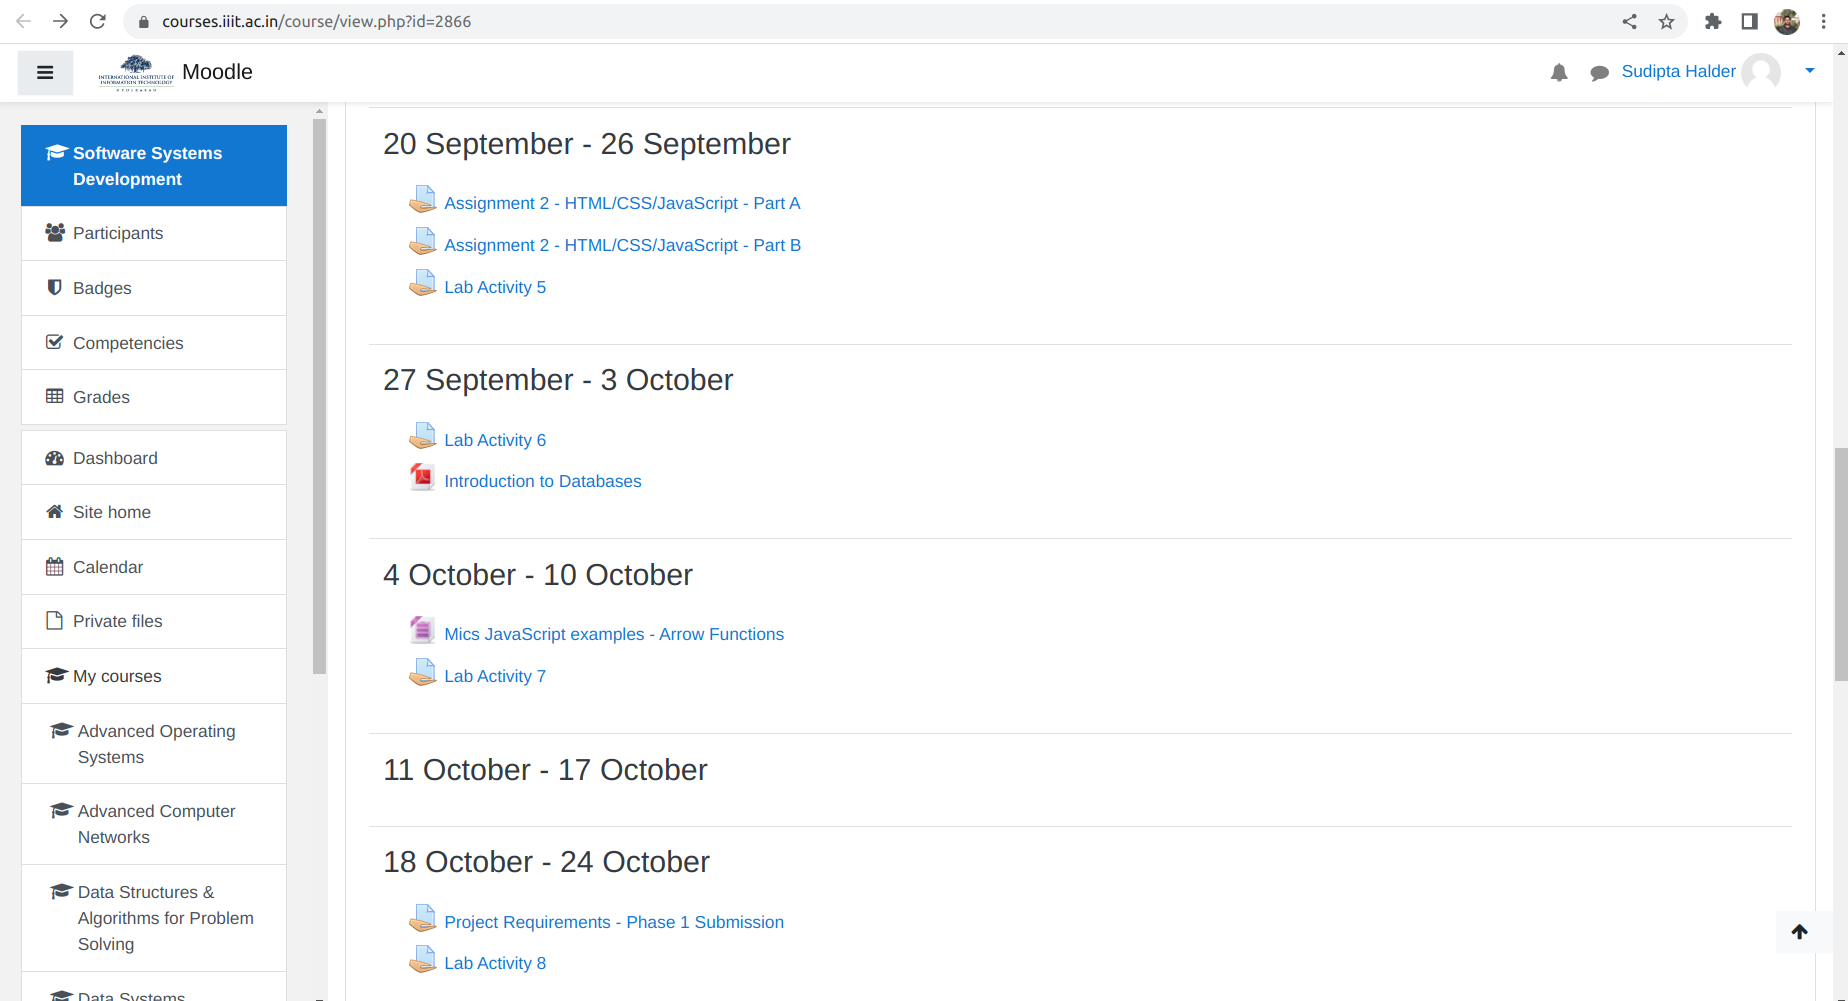 courses.iiit.ac.in/course/view.php?id=2866
INTERNATIONAL INSTITUTE OF
INFORMATION TECHNOLOGY
HYDERABAD
Moodle
Sudipta Halder
Software Systems
Development
Participants
Badges
Competencies
Grades
Dashboard
Site home
Calendar
Private files
My courses
Advanced Operating
Systems
Advanced Computer
Networks
Data Structures &
Algorithms for Problem
Solving
Data Systems
20 September - 26 September
Assignment 2 - HTML/CSS/JavaScript - Part A
Assignment 2 - HTML/CSS/JavaScript - Part B
Lab Activity 5
27 September - 3 October
Lab Activity 6
Introduction to Databases
4 October - 10 October
Mics JavaScript examples - Arrow Functions
Lab Activity 7
11 October - 17 October
18 October - 24 October
Project Requirements - Phase 1 Submission
Lab Activity 8